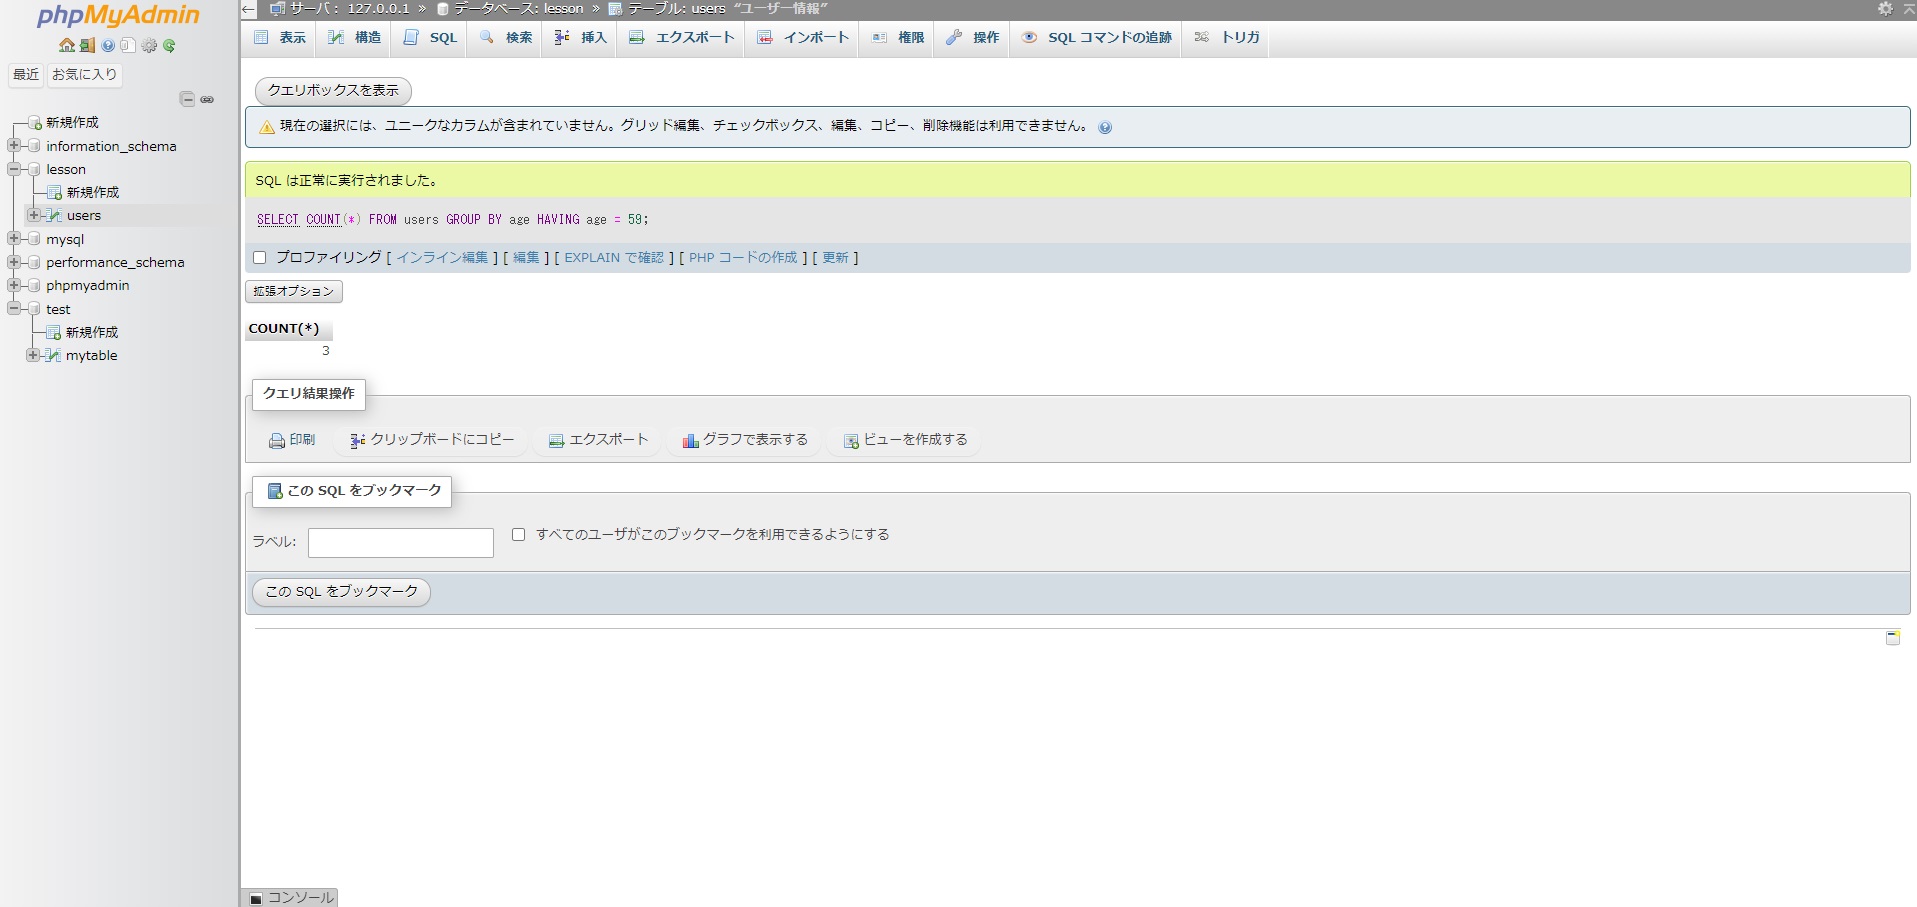 phpMyAdmin
最近 お気に入り
新規作成
information_schema
lesson
新規作成
users
mysql
performance_schema
phpmyadmin
test
新規作成
mytable
サーバ： 127.0.0.1 » データベース: lesson » テーブル: users “ユーザー情報”
表示 構造 SQL 検索 挿入 エクスポート インポート 権限 操作 SQL コマンドの追跡 トリガ
クエリボックスを表示
現在の選択には、ユニークなカラムが含まれていません。グリッド編集、チェックボックス、編集、コピー、削除機能は利用できません。
SQL は正常に実行されました。
SELECT COUNT(*) FROM users GROUP BY age HAVING age = 59;
プロファイリング [ インライン編集 ] [ 編集 ] [ EXPLAIN で確認 ] [ PHP コードの作成 ] [ 更新 ]
拡張オプション
COUNT(*)
3
クエリ結果操作
印刷 クリップボードにコピー エクスポート グラフで表示する ビューを作成する
この SQL をブックマーク
ラベル: すべてのユーザがこのブックマークを利用できるようにする
この SQL をブックマーク
コンソール